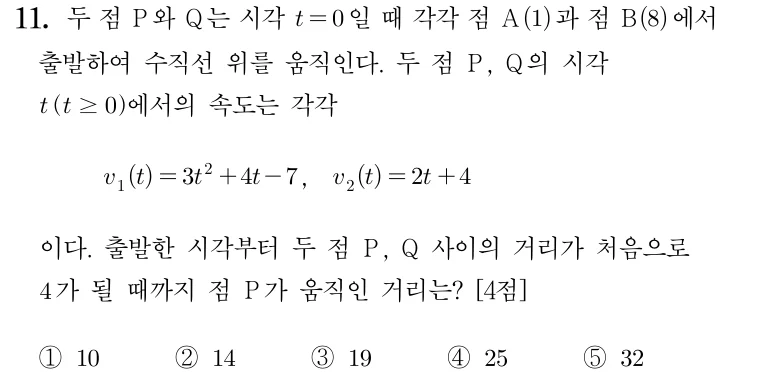 11. 두 점 P와 Q는 시각 t=0일 때 각각 점 A(1)과 점 B(8)에서
출발하여 수직선 위를 움직인다. 두 점 P, Q의 시각
t(t≥0)에서의 속도는 각각
v₁(t)=3t²+4t-7, v₂(t)=2t+4
이다. 출발한 시각부터 두 점 P, Q 사이의 거리가 처음으로
4가 될 때까지 점 P가 움직인 거리는? [4점]
① 10 ② 14 ③ 19 ④ 25 ⑤ 32